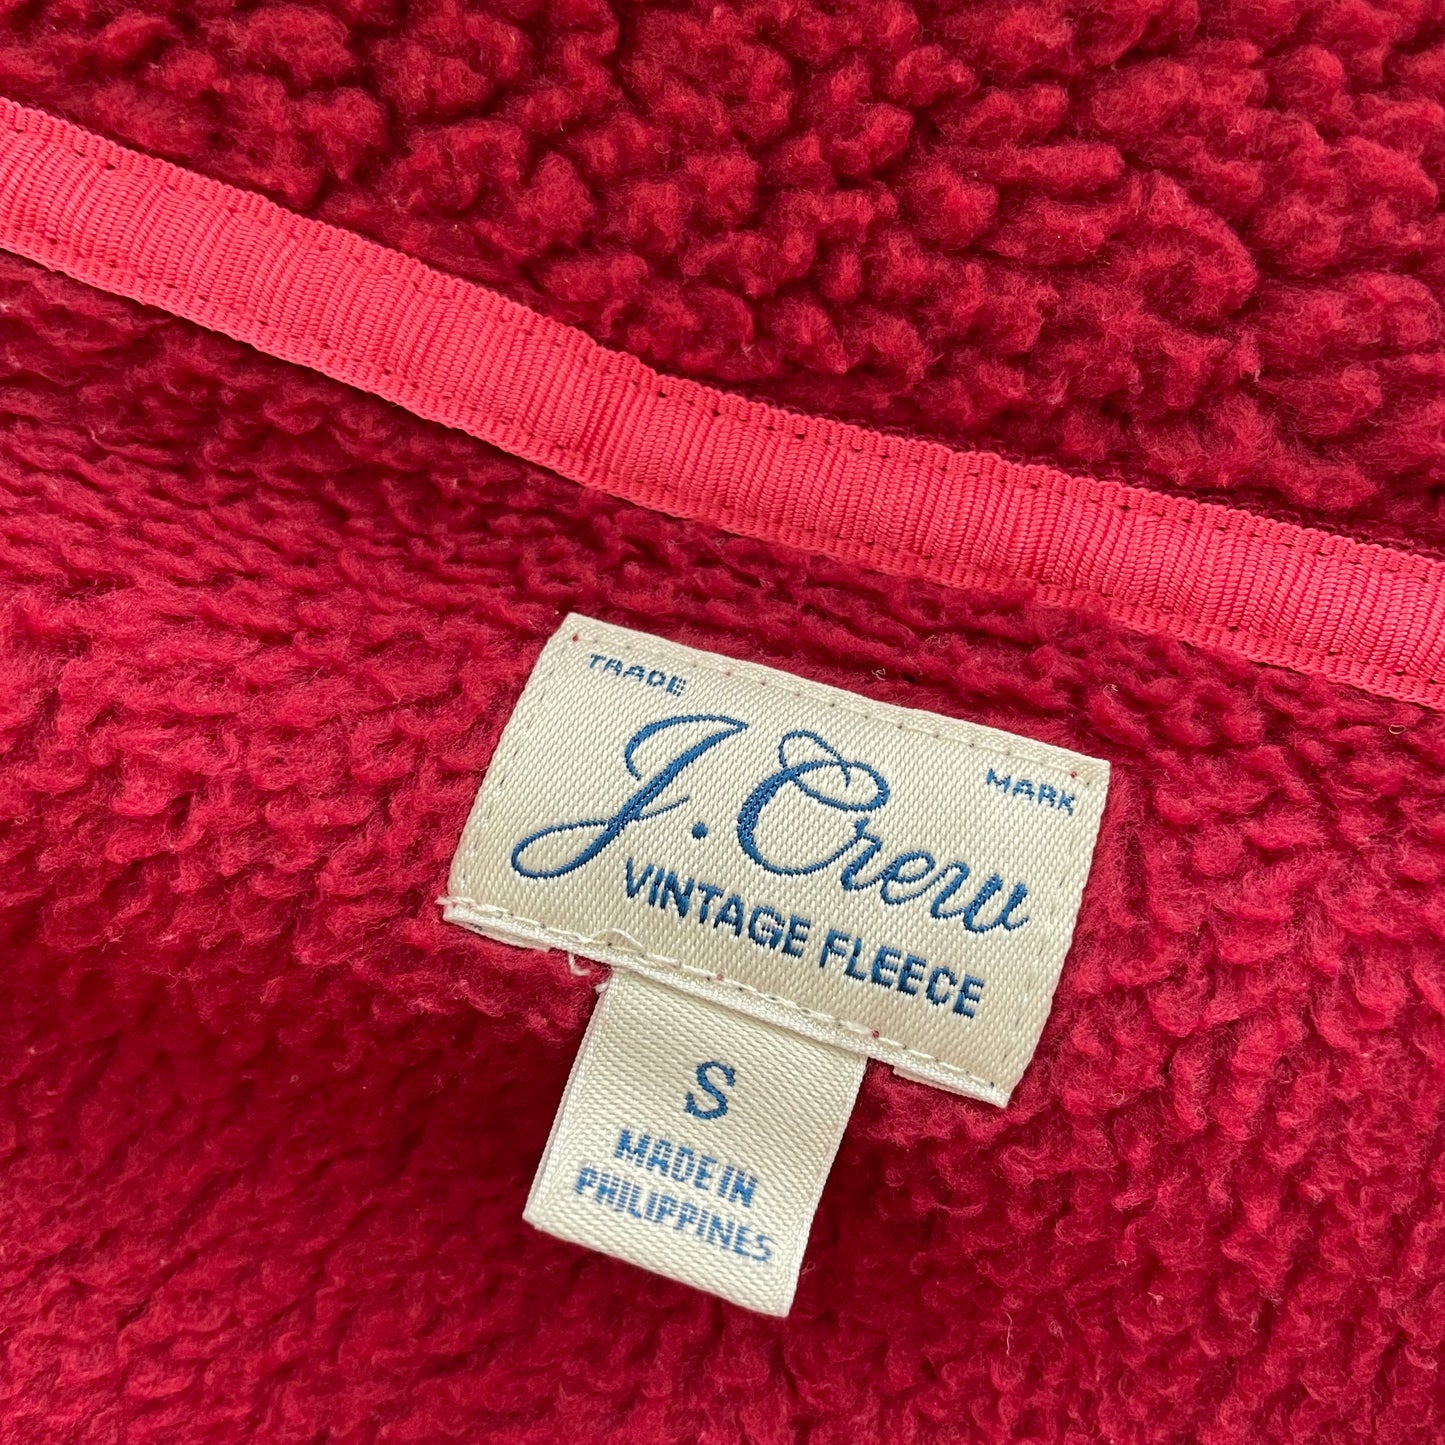 TRADE MARK
J.Crew
VINTAGE FLEECE
S
MADE IN
PHILIPPINES